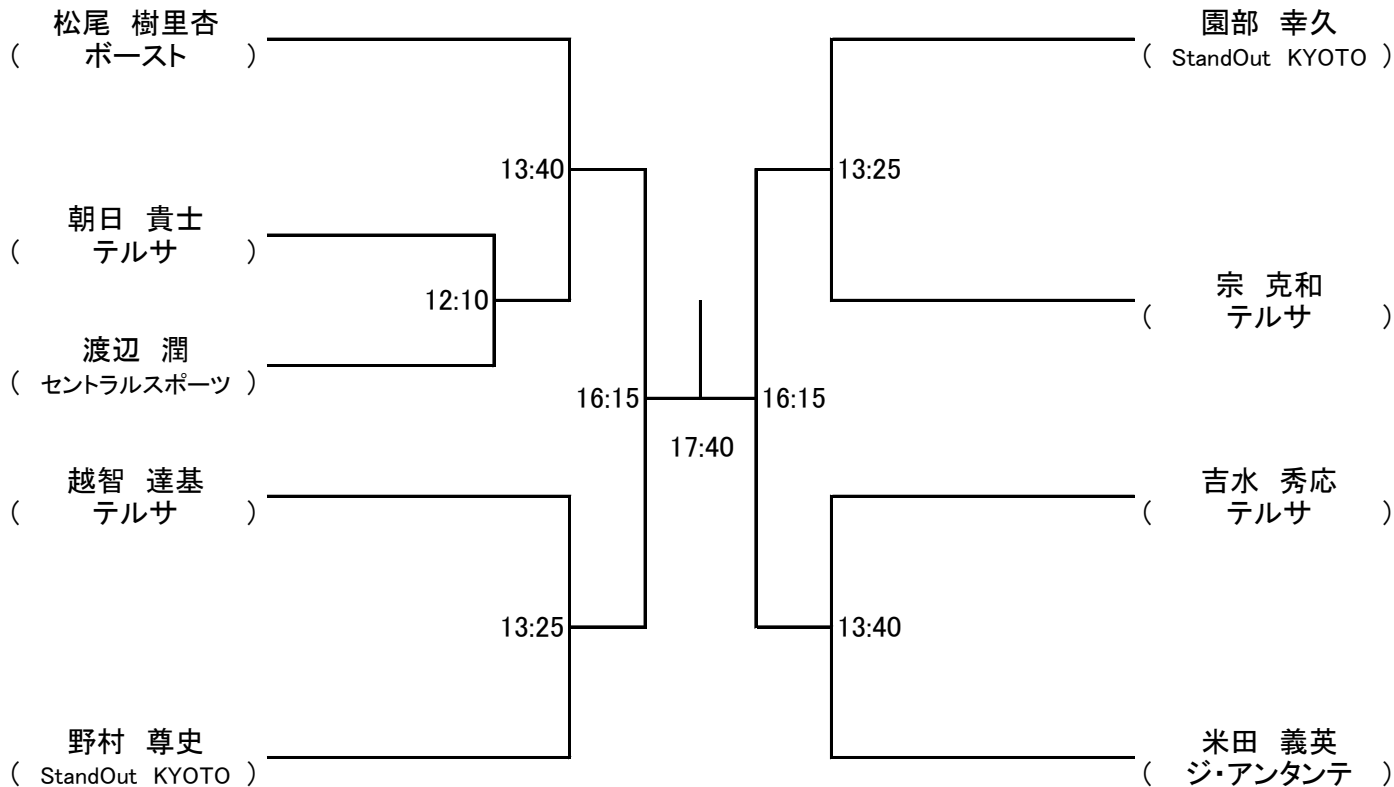 松尾　樹里杏
（　ボースト　）
13:40
朝日　貴士
（　テルサ　）
12:10
渡辺　潤
（　セントラルスポーツ　）
16:15
越智　達基
（　テルサ　）
13:25
野村　尊史
（　StandOut　KYOTO　）
17:40
園部　幸久
（　StandOut　KYOTO　）
13:25
宗　克和
（　テルサ　）
16:15
吉水　秀応
（　テルサ　）
13:40
米田　義英
（　ジ・アンタンテ　）